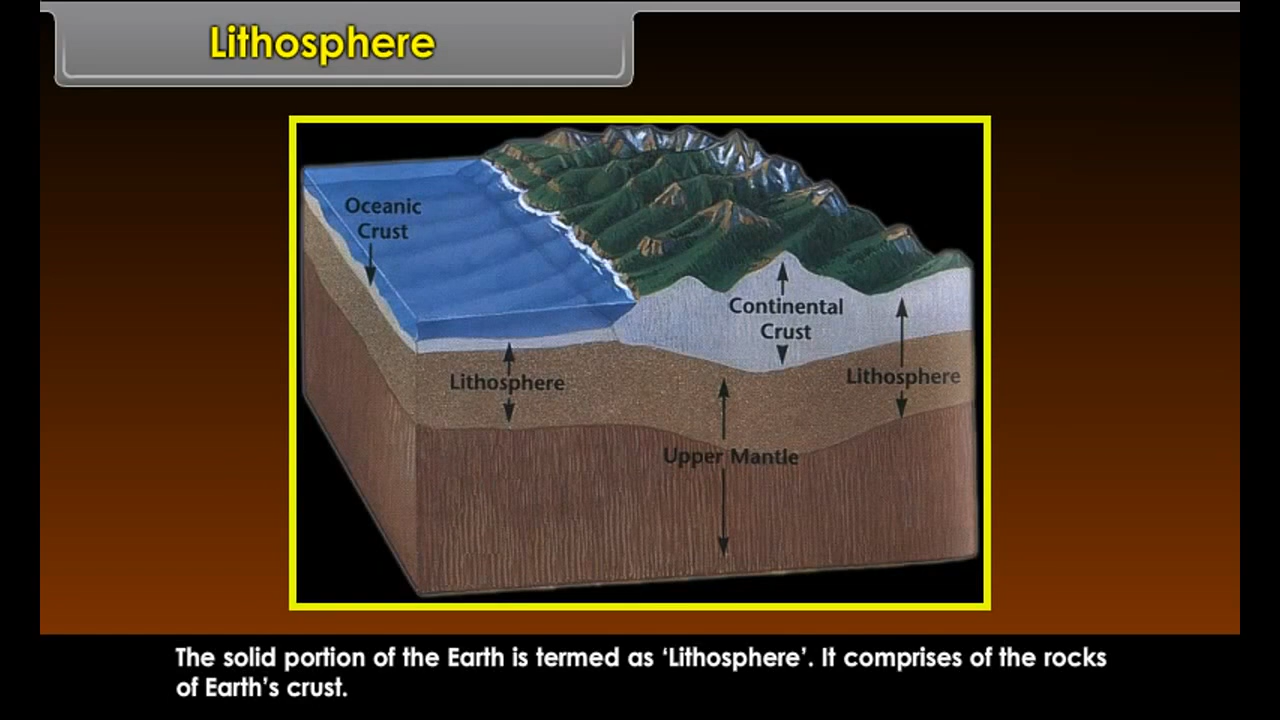 Lithosphere
Oceanic
Crust
Continental
Crust
Lithosphere
Lithosphere
Upper Mantle
The solid portion of the Earth is termed as ‘Lithosphere’. It comprises of the rocks
of Earth’s crust.